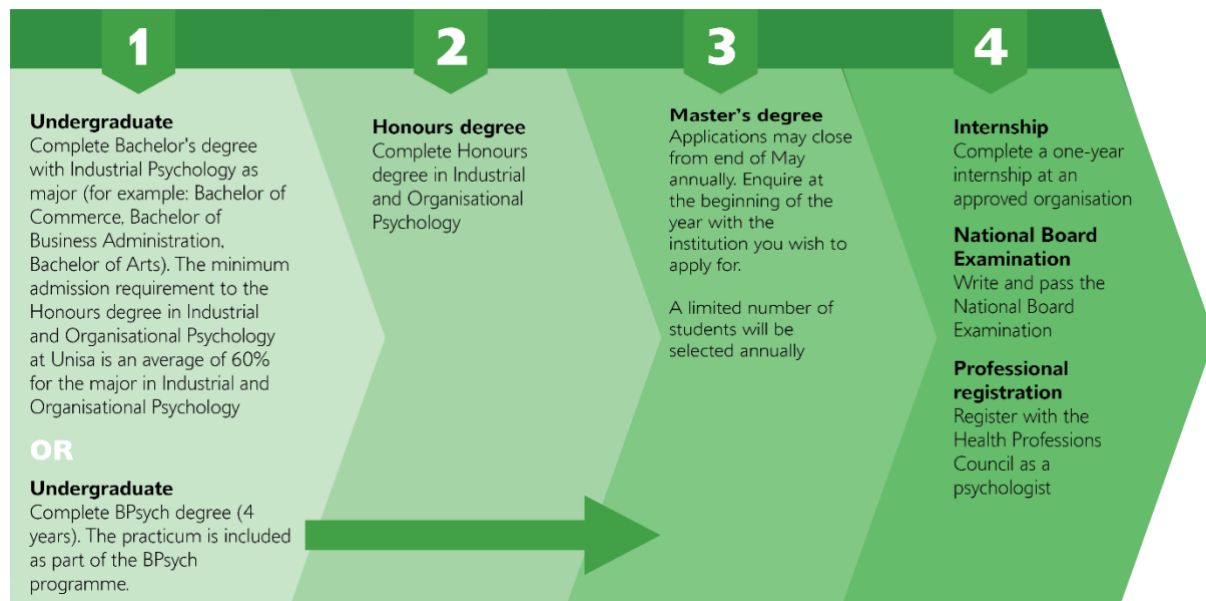 1
Undergraduate
Complete Bachelor's degree
with Industrial Psychology as
major (for example: Bachelor of
Commerce, Bachelor of
Business Administration,
Bachelor of Arts). The minimum
admission requirement to the
Honours degree in Industrial
and Organisational Psychology
at Unisa is an average of 60%
for the major in Industrial and
Organisational Psychology
OR
Undergraduate
Complete BPsych degree (4
years). The practicum is included
as part of the BPsych
programme.
2
Honours degree
Complete Honours
degree in Industrial
and Organisational
Psychology
3
Master's degree
Applications may close
from end of May
annually. Enquire at
the beginning of the
year with the
institution you wish to
apply for.
A limited number of
students will be
selected annually
4
Internship
Complete a one-year
internship at an
approved organisation
National Board
Examination
Write and pass the
National Board
Examination
Professional
registration
Register with the
Health Professions
Council as a
psychologist